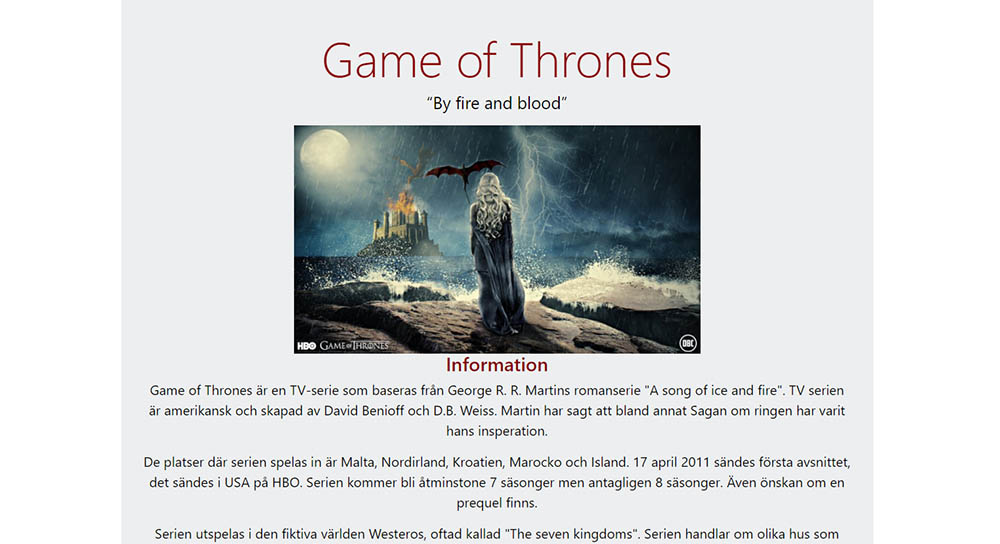 Game of Thrones
“By fire and blood”
HBO GAME OF THRONES
DBC
Information
Game of Thrones är en TV-serie som baseras från George R. R. Martins romanserie "A song of ice and fire". TV serien
är amerikansk och skapad av David Benioff och D.B. Weiss. Martin har sagt att bland annat Sagan om ringen har varit
hans insperation.
De platser där serien spelas in är Malta, Nordirland, Kroatien, Marocko och Island. 17 april 2011 sändes första avsnittet,
det sändes i USA på HBO. Serien kommer bli åtminstone 7 säsonger men antagligen 8 säsonger. Även önskan om en
prequel finns.
Serien utspelas i den fiktiva världen Westeros, oftad kallad "The seven kingdoms". Serien handlar om olika hus som